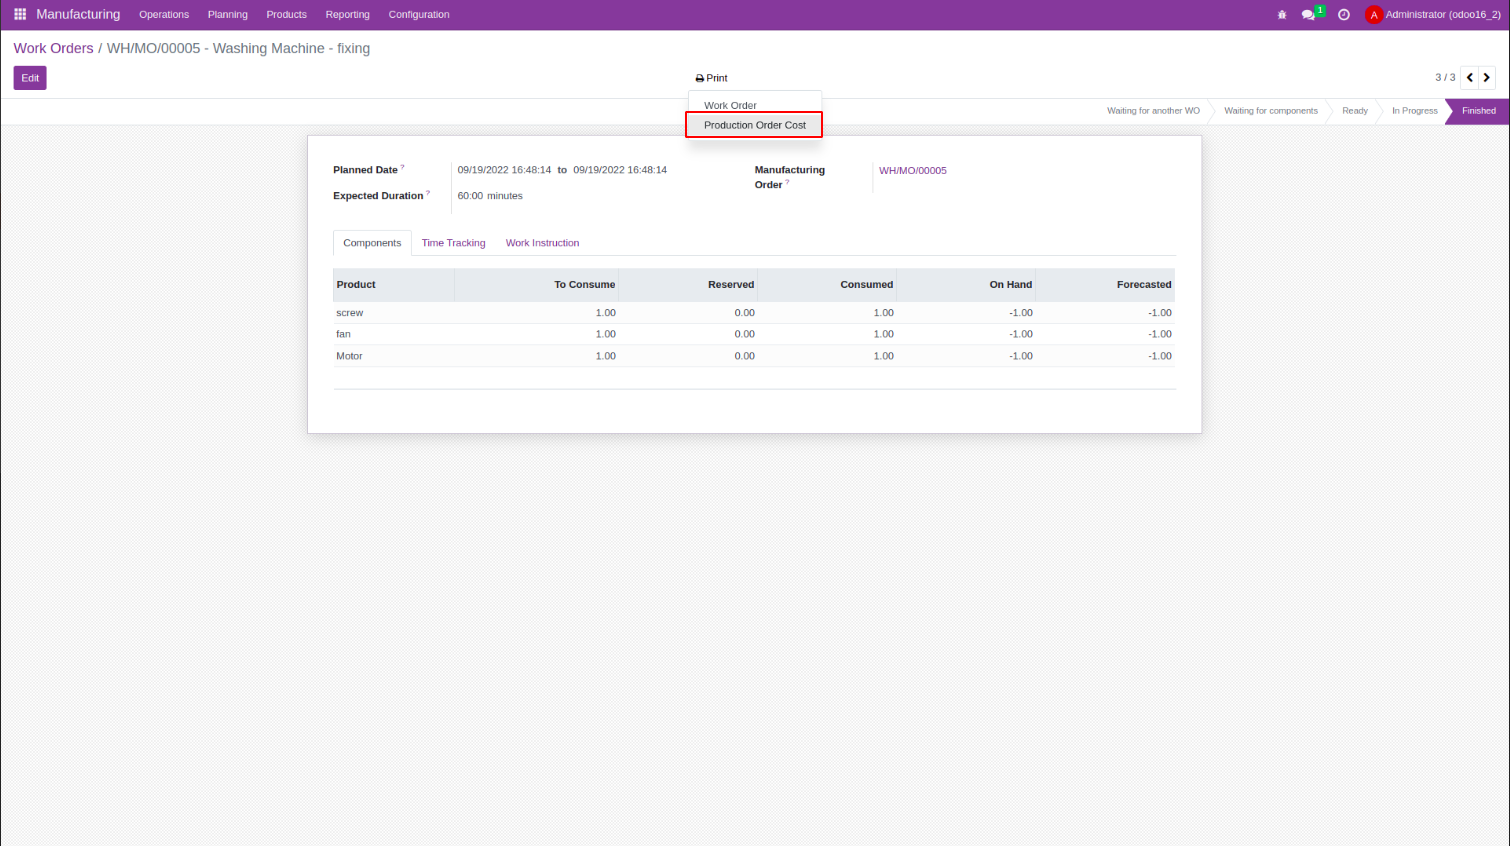 Manufacturing Operations Planning Products Reporting Configuration 1 A Administrator (odoo16_2)
Work Orders / WH/MO/00005 - Washing Machine - fixing
Edit Print 3 / 3
Work Order
Production Order Cost
Waiting for another WO Waiting for components Ready In Progress Finished
Planned Date ? 09/19/2022 16:48:14 to 09/19/2022 16:48:14 Manufacturing Order ? WH/MO/00005
Expected Duration ? 60:00 minutes
Components Time Tracking Work Instruction
Product To Consume Reserved Consumed On Hand Forecasted
screw 1.00 0.00 1.00 -1.00 -1.00
fan 1.00 0.00 1.00 -1.00 -1.00
Motor 1.00 0.00 1.00 -1.00 -1.00